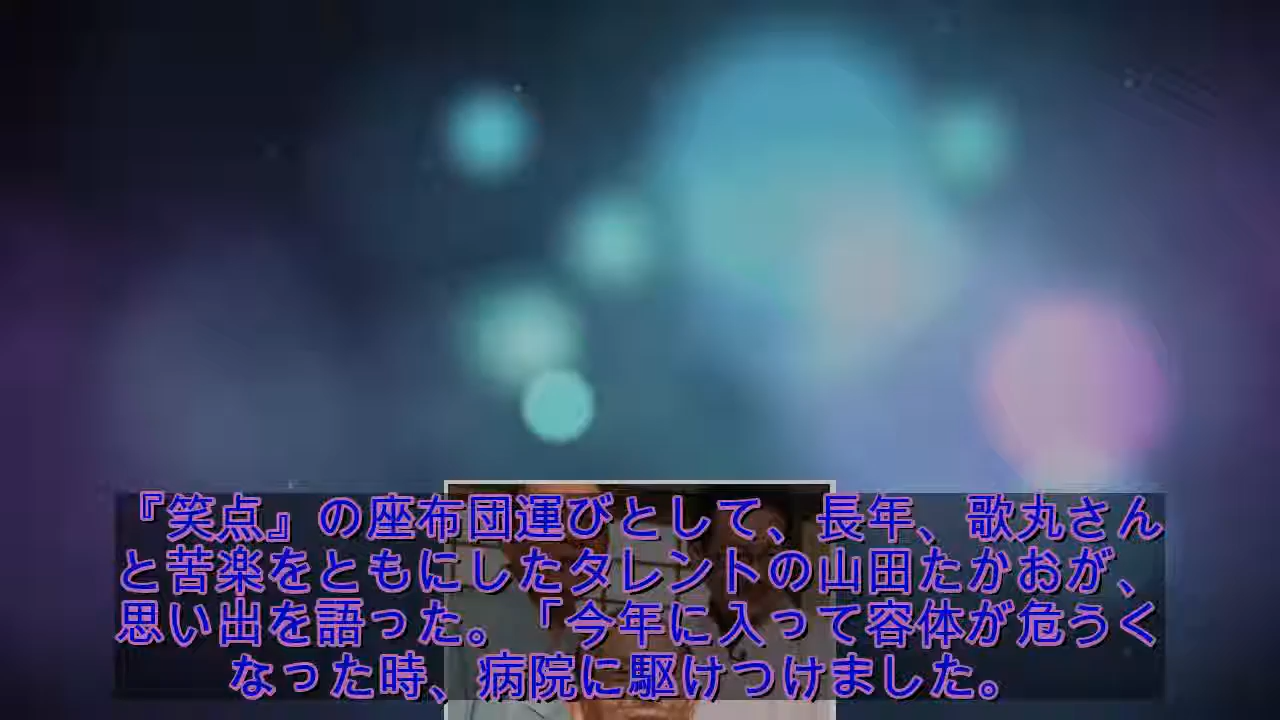 『笑点』の座布団運びとして、長年、歌丸さん
と苦楽をともにしたタレントの山田たかおが、
思い出を語った。「今年に入って容体が危うく
なった時、病院に駆けつけました。